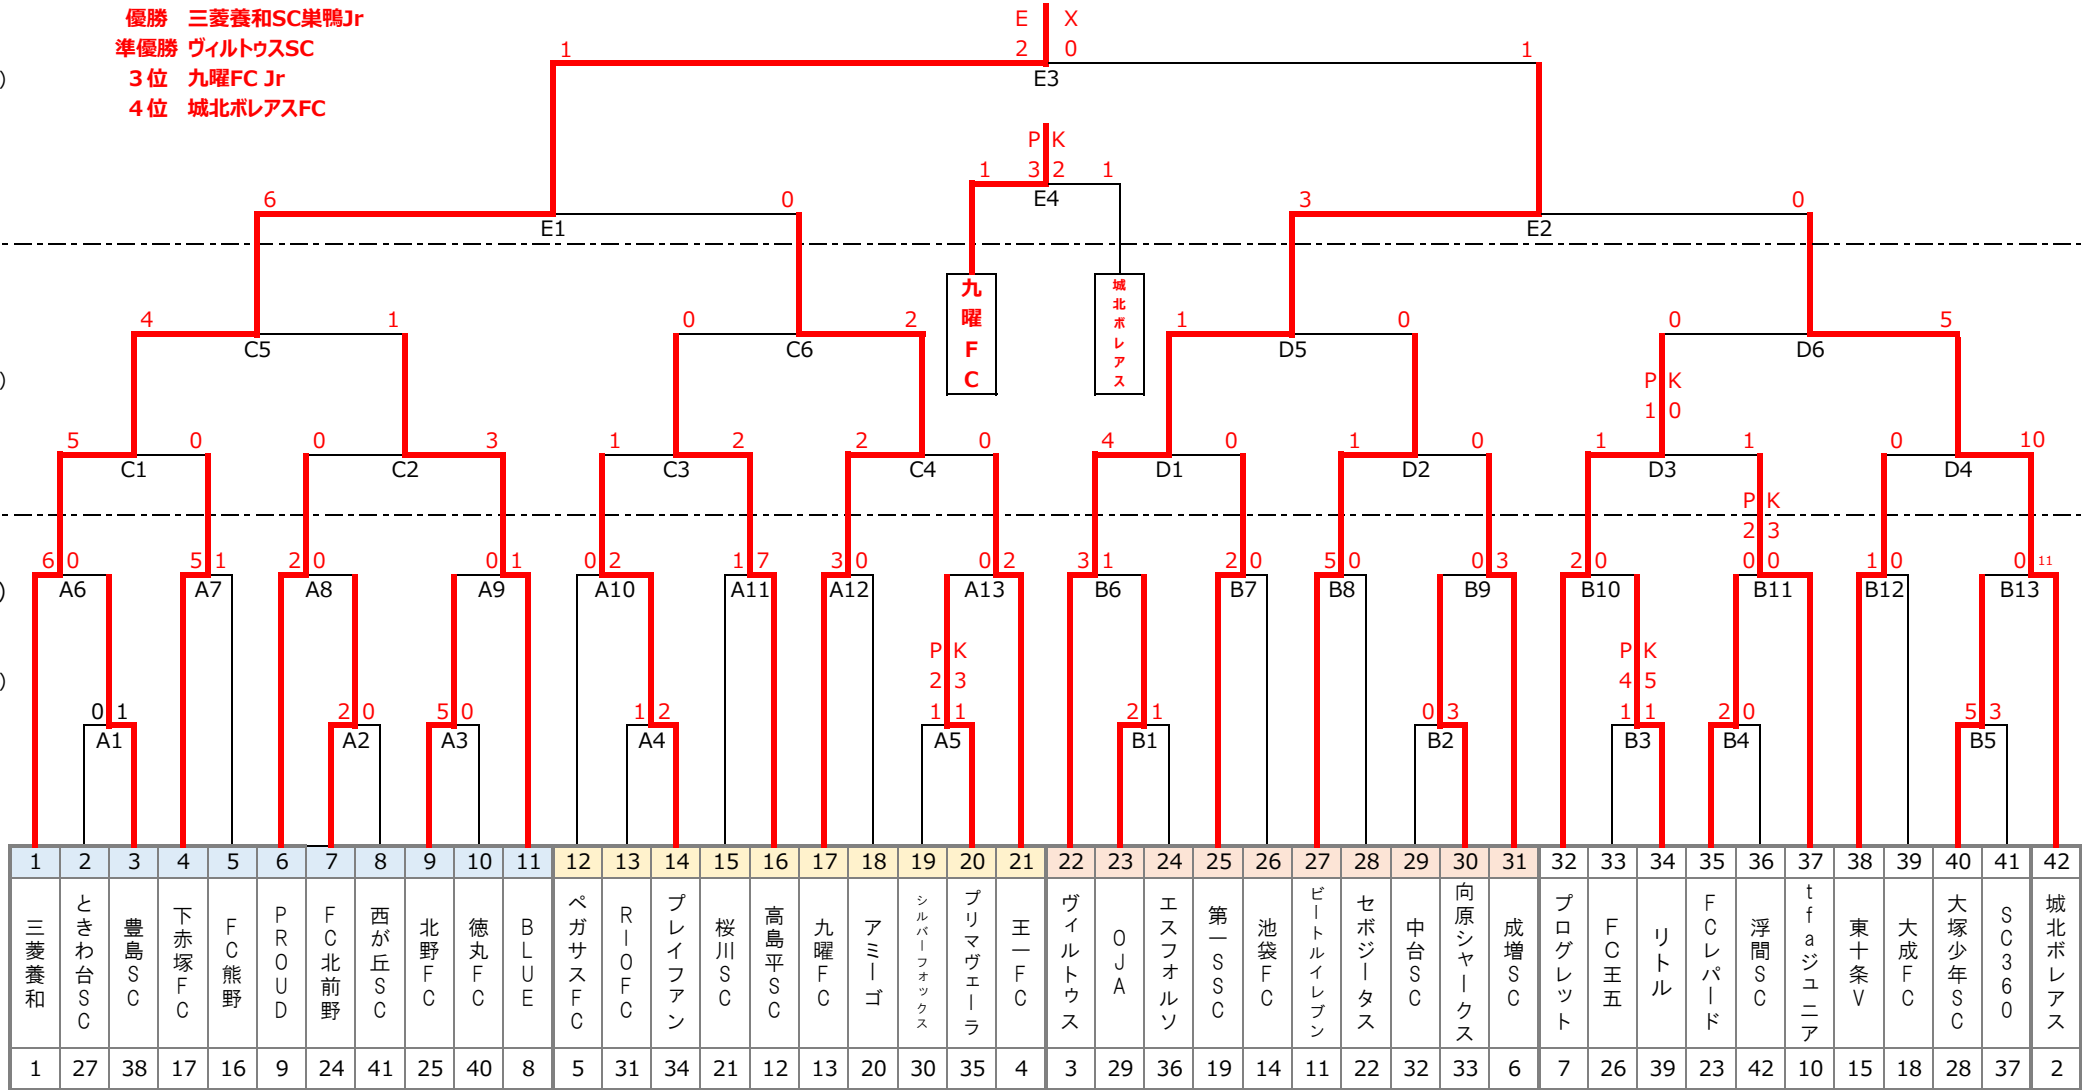 優勝 三菱養和SC巣鴨Jr
準優勝 ヴィルトゥスSC
3位 九曜FC Jr
4位 城北ボレアスFC
E X
1 2 0 1
)
E3
P K
1 3 2 1
E4
6 0 3 0
E1 E2
九曜FC
城北ボレアス
4 1 0 2 1 0 0 5
C5 C6 D5 D6
)
P K
1 0
5 0 0 3 1 2 2 0 4 0 1 0 1 1 0 10
C1 C2 C3 C4 D1 D2 D3 D4
P K
2 3
6 0 5 1 2 0 0 1 0 2 1 7 3 0 0 2 3 1 2 0 5 0 0 3 2 0 0 0 1 0 0 11
A6 A7 A8 A9 A10 A11 A12 A13 B6 B7 B8 B9 B10 B11 B12 B13
)
P K P K
)
2 3 4 5
0 1 2 0 5 0 1 2 1 1 2 1 0 3 1 1 2 0 5 3
A1 A2 A3 A4 A5 B1 B2 B3 B4 B5
1 2 3 4 5 6 7 8 9 10 11 12 13 14 15 16 17 18 19 20 21 22 23 24 25 26 27 28 29 30 31 32 33 34 35 36 37 38 39 40 41 42
三菱養和
ときわ台SC
豊島SC
下赤塚FC
FC熊野
PROUD
FC北前野
西が丘SC
北野FC
徳丸FC
BLUE
ペガサスFC
RIOFC
プレイファン
桜川SC
高島平SC
九曜FC
アミーゴ
シルバーフォックス
プリマヴェーラ
王一FC
ヴィルトウス
OJA
エスフォルソ
第一SSC
池袋FC
ビートルイレブン
セボジータス
中台SC
向原シャークス
成増SC
プログレット
FC王五
リトル
FCレパード
浮間SC
tfaジュニア
東十条V
大成FC
大塚少年SC
SC360
城北ボレアス
1 27 38 17 16 9 24 41 25 40 8 5 31 34 21 12 13 20 30 35 4 3 29 36 19 14 11 22 32 33 6 7 26 39 23 42 10 15 18 28 37 2